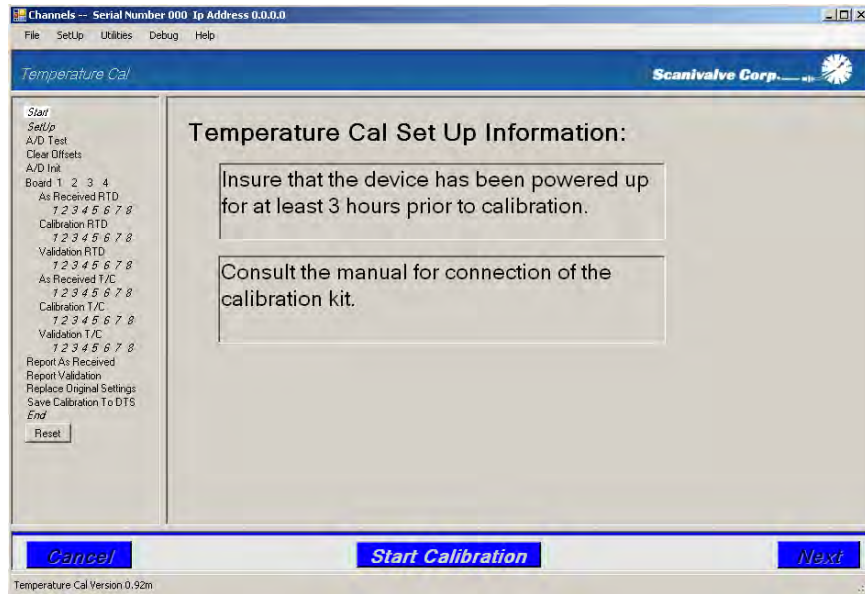 Channels -- Serial Number 000 Ip Address 0.0.0.0
File SetUp Utilities Debug Help
Temperature Cal
Scanivalve Corp.
Start
SetUp
A/D Test
Clear Offsets
A/D Init
Board 1 2 3 4
As Received RTD
1 2 3 4 5 6 7 8
Calibration RTD
1 2 3 4 5 6 7 8
Validation RTD
1 2 3 4 5 6 7 8
As Received T/C
1 2 3 4 5 6 7 8
Calibration T/C
1 2 3 4 5 6 7 8
Validation T/C
1 2 3 4 5 6 7 8
Report As Received
Report Validation
Replace Original Settings
Save Calibration To DTS
End
Reset
Temperature Cal Set Up Information:
Insure that the device has been powered up
for at least 3 hours prior to calibration.
Consult the manual for connection of the
calibration kit.
Cancel
Start Calibration
Next
Temperature Cal Version 0.92m